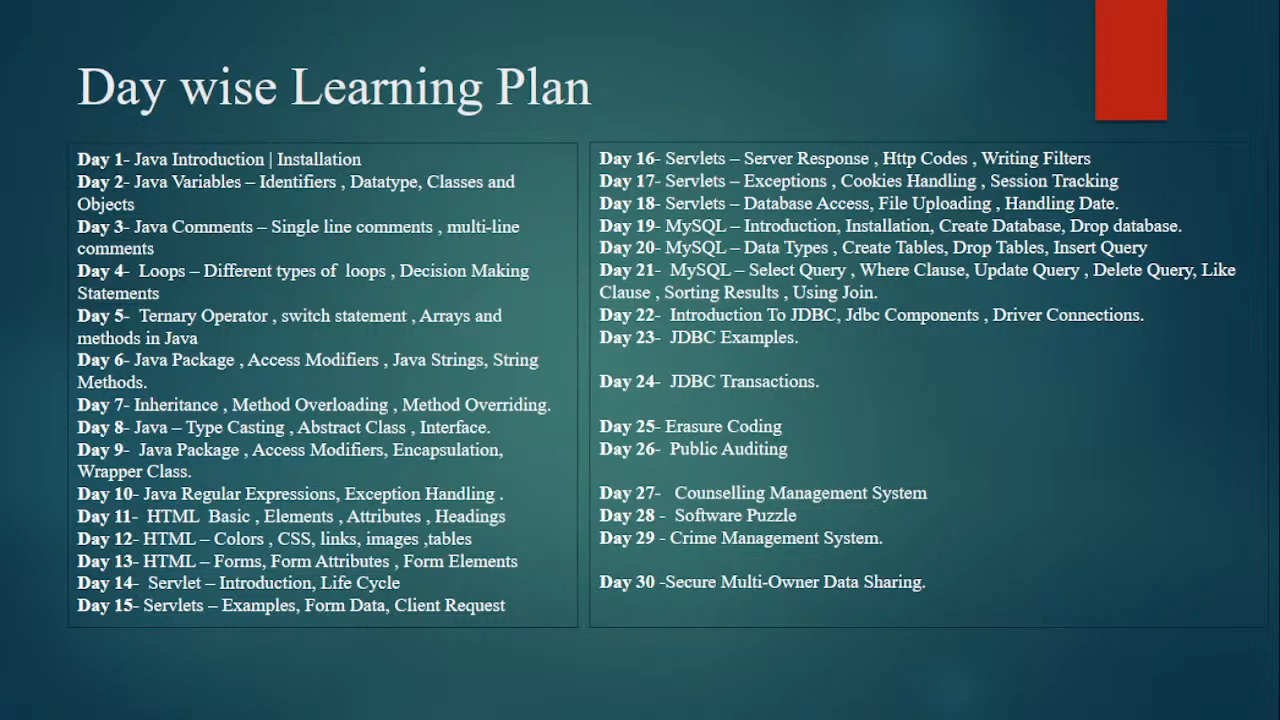 Day wise Learning Plan
Day 1- Java Introduction | Installation
Day 2- Java Variables – Identifiers , Datatype, Classes and
Objects
Day 3- Java Comments – Single line comments , multi-line
comments
Day 4-  Loops – Different types of  loops , Decision Making
Statements
Day 5-  Ternary Operator , switch statement , Arrays and
methods in Java
Day 6- Java Package , Access Modifiers , Java Strings, String
Methods.
Day 7- Inheritance , Method Overloading , Method Overriding.
Day 8- Java – Type Casting , Abstract Class , Interface.
Day 9-  Java Package , Access Modifiers, Encapsulation,
Wrapper Class.
Day 10- Java Regular Expressions, Exception Handling .
Day 11-  HTML  Basic , Elements , Attributes , Headings
Day 12- HTML – Colors , CSS, links, images ,tables
Day 13- HTML – Forms, Form Attributes , Form Elements
Day 14-  Servlet – Introduction, Life Cycle
Day 15- Servlets – Examples, Form Data, Client Request
Day 16- Servlets – Server Response , Http Codes , Writing Filters
Day 17- Servlets – Exceptions , Cookies Handling , Session Tracking
Day 18- Servlets – Database Access, File Uploading , Handling Date.
Day 19- MySQL – Introduction, Installation, Create Database, Drop database.
Day 20- MySQL – Data Types , Create Tables, Drop Tables, Insert Query
Day 21-  MySQL – Select Query , Where Clause, Update Query , Delete Query, Like
Clause , Sorting Results , Using Join.
Day 22-  Introduction To JDBC, Jdbc Components , Driver Connections.
Day 23-  JDBC Examples.
Day 24-  JDBC Transactions.
Day 25- Erasure Coding
Day 26-  Public Auditing
Day 27-   Counselling Management System
Day 28 -  Software Puzzle
Day 29 - Crime Management System.
Day 30 -Secure Multi-Owner Data Sharing.